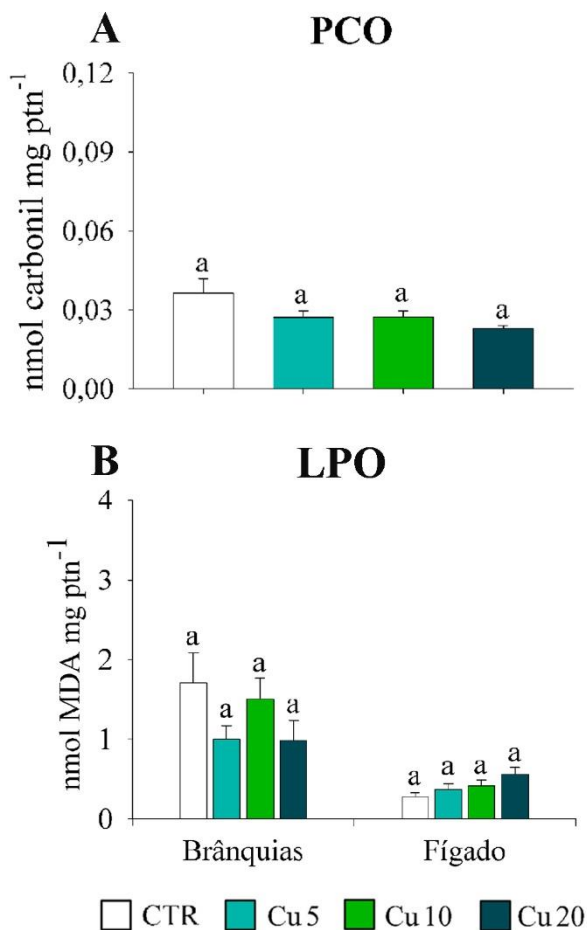 A PCO
nmol carbonil mg ptn⁻¹
0,12
0,09
0,06
0,03
0,00
a a a a
B LPO
nmol MDA mg ptn⁻¹
4
3
2
1
0
a a a a a a a a
Brânquias Fígado
CTR Cu 5 Cu 10 Cu 20